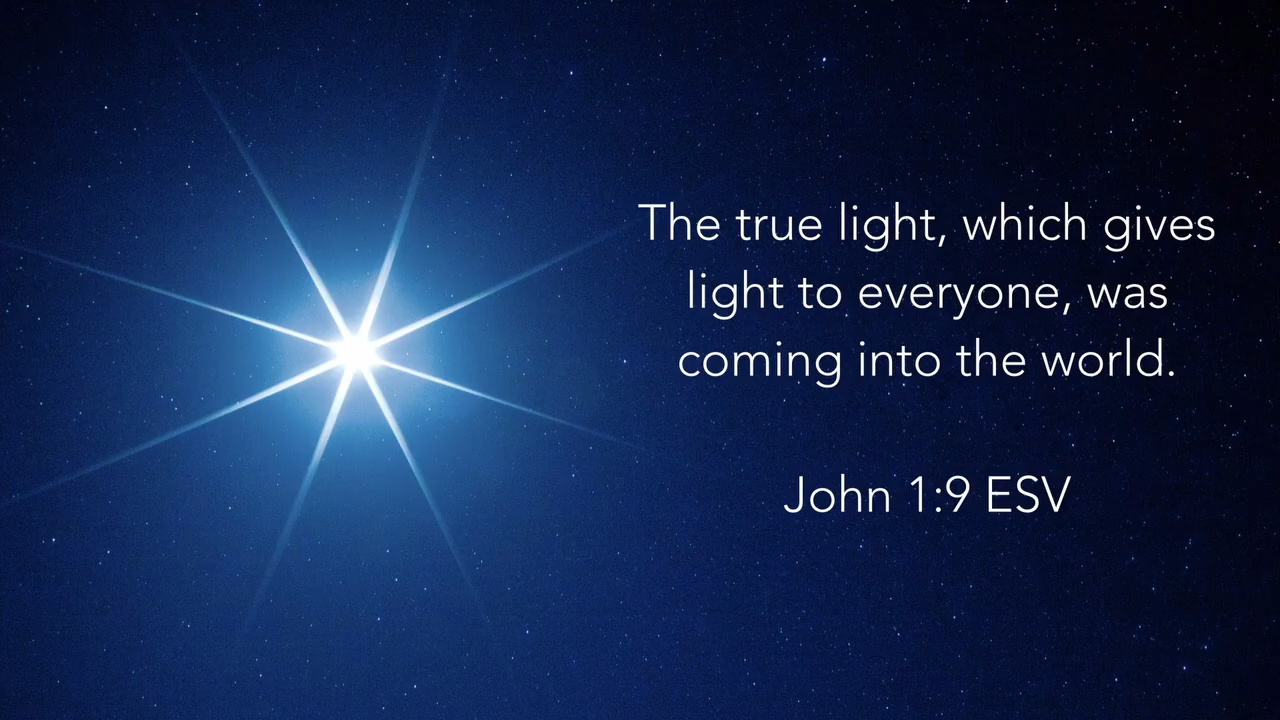 The true light, which gives
light to everyone, was
coming into the world.
John 1:9 ESV